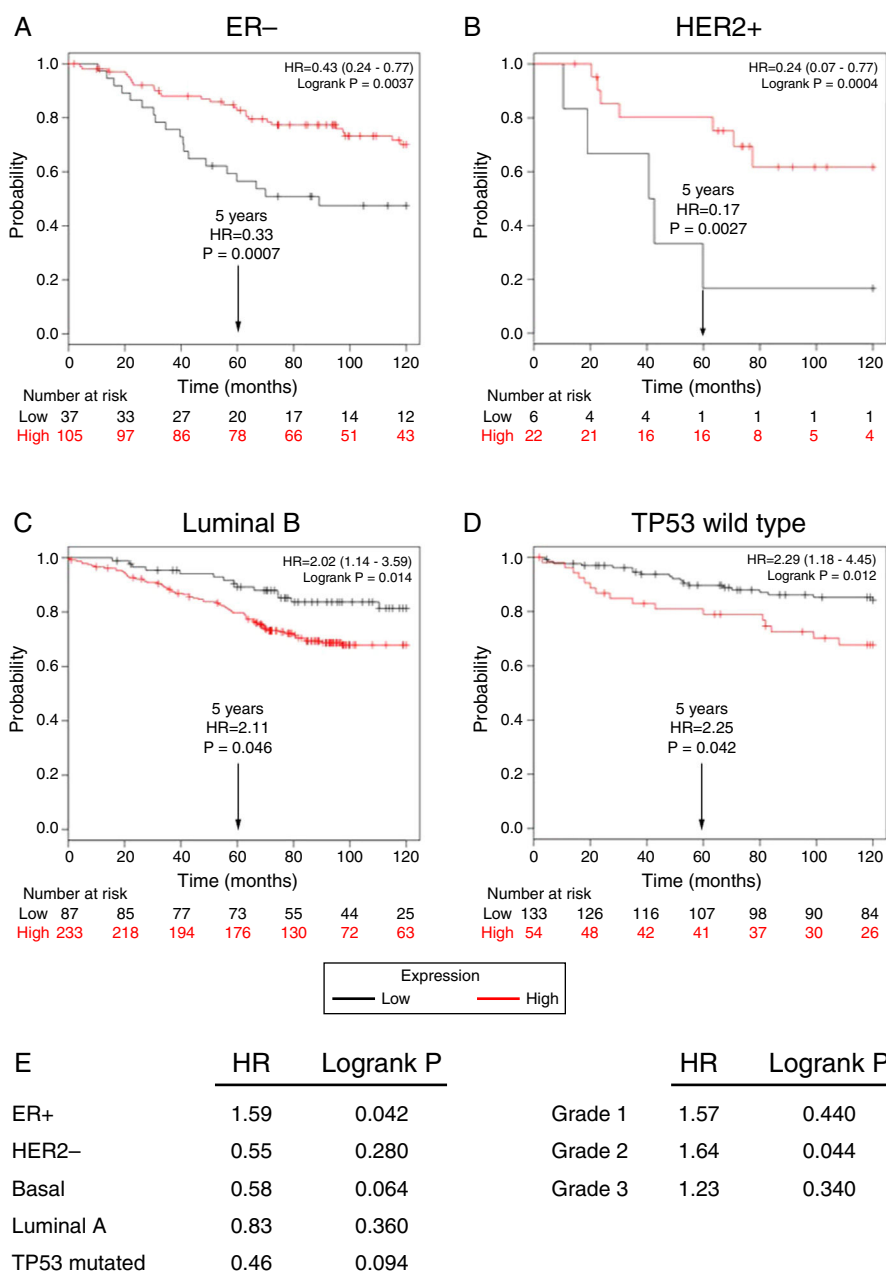 A
ER–
HR=0.43 (0.24 - 0.77)
Logrank P = 0.0037
1.0
0.8
0.6
0.4
0.2
0.0
Probability
5 years
HR=0.33
P = 0.0007
0 20 40 60 80 100 120
Time (months)
Number at risk
Low 37 33 27 20 17 14 12
High 105 97 86 78 66 51 43
B
HER2+
HR=0.24 (0.07 - 0.77)
Logrank P = 0.0004
1.0
0.8
0.6
0.4
0.2
0.0
Probability
5 years
HR=0.17
P = 0.0027
0 20 40 60 80 100 120
Time (months)
Number at risk
Low 6 4 4 1 1 1 1
High 22 21 16 16 8 5 4
C
Luminal B
HR=2.02 (1.14 - 3.59)
Logrank P = 0.014
1.0
0.8
0.6
0.4
0.2
0.0
Probability
5 years
HR=2.11
P = 0.046
0 20 40 60 80 100 120
Time (months)
Number at risk
Low 87 85 77 73 55 44 25
High 233 218 194 176 130 72 63
D
TP53 wild type
HR=2.29 (1.18 - 4.45)
Logrank P = 0.012
1.0
0.8
0.6
0.4
0.2
0.0
Probability
5 years
HR=2.25
P = 0.042
0 20 40 60 80 100 120
Time (months)
Number at risk
Low 133 126 116 107 98 90 84
High 54 48 42 41 37 30 26
Expression
Low High
E
HR Logrank P
ER+ 1.59 0.042
HER2– 0.55 0.280
Basal 0.58 0.064
Luminal A 0.83 0.360
TP53 mutated 0.46 0.094
HR Logrank P
Grade 1 1.57 0.440
Grade 2 1.64 0.044
Grade 3 1.23 0.340